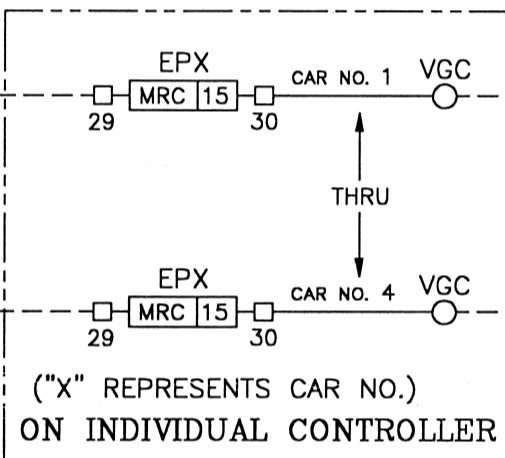 EPX
CAR NO. 1 VGC
MRC 15
29 30
THRU
EPX
CAR NO. 4 VGC
MRC 15
29 30
("X" REPRESENTS CAR NO.)
ON INDIVIDUAL CONTROLLER